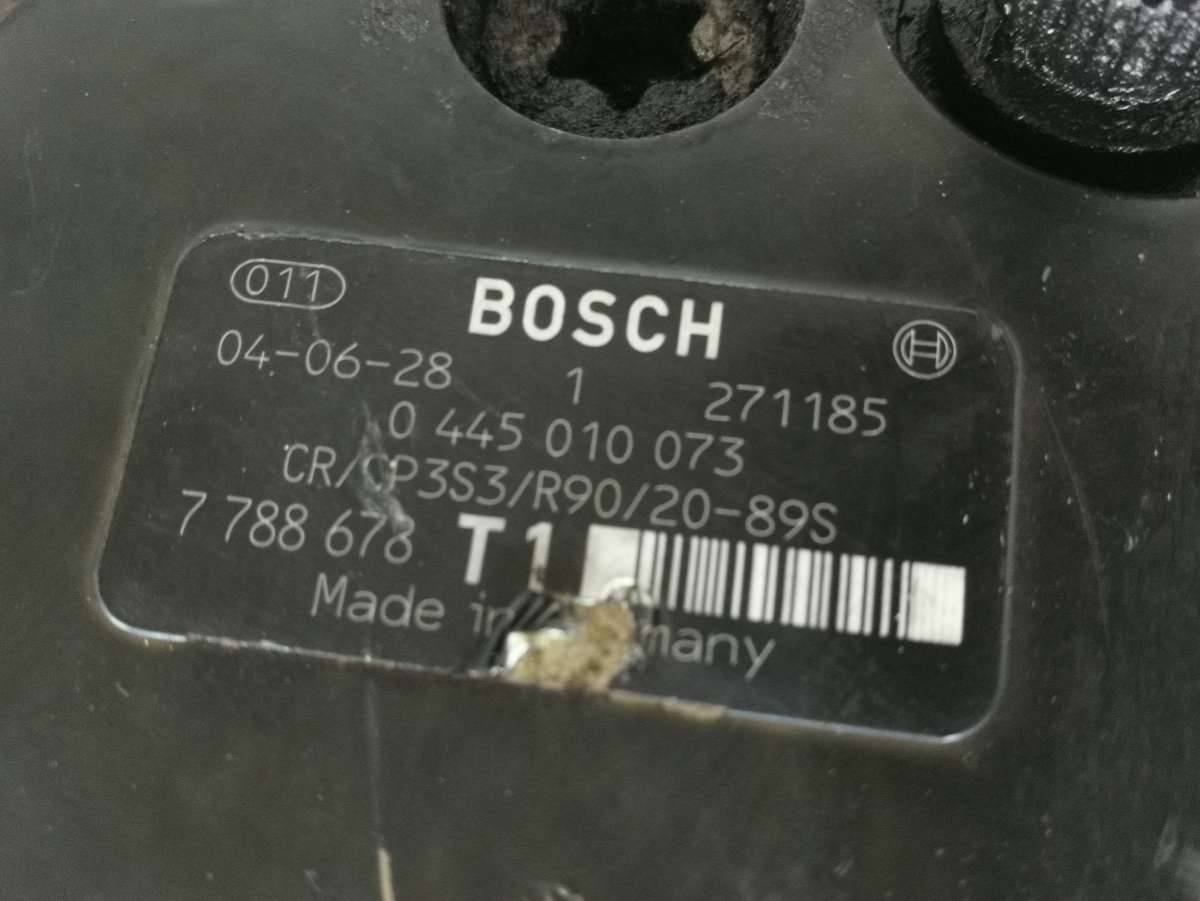 011
BOSCH
04-06-28 1 271185
0 445 010 073
CR/CP3S3/R90/20-89S
7 788 678 T1
Made in many